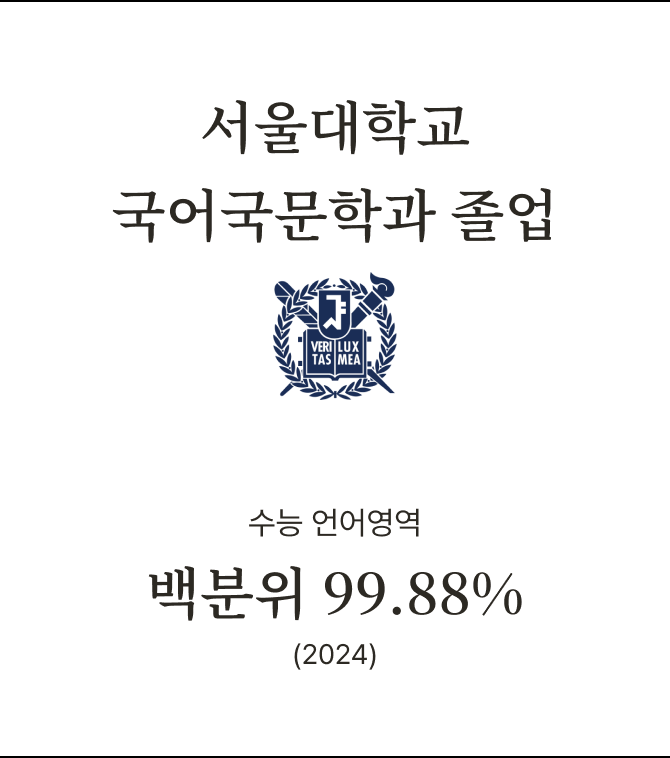 서울대학교
국어국문학과 졸업
VERI LUX
TAS MEA
수능 언어영역
백분위 99.88%
(2024)